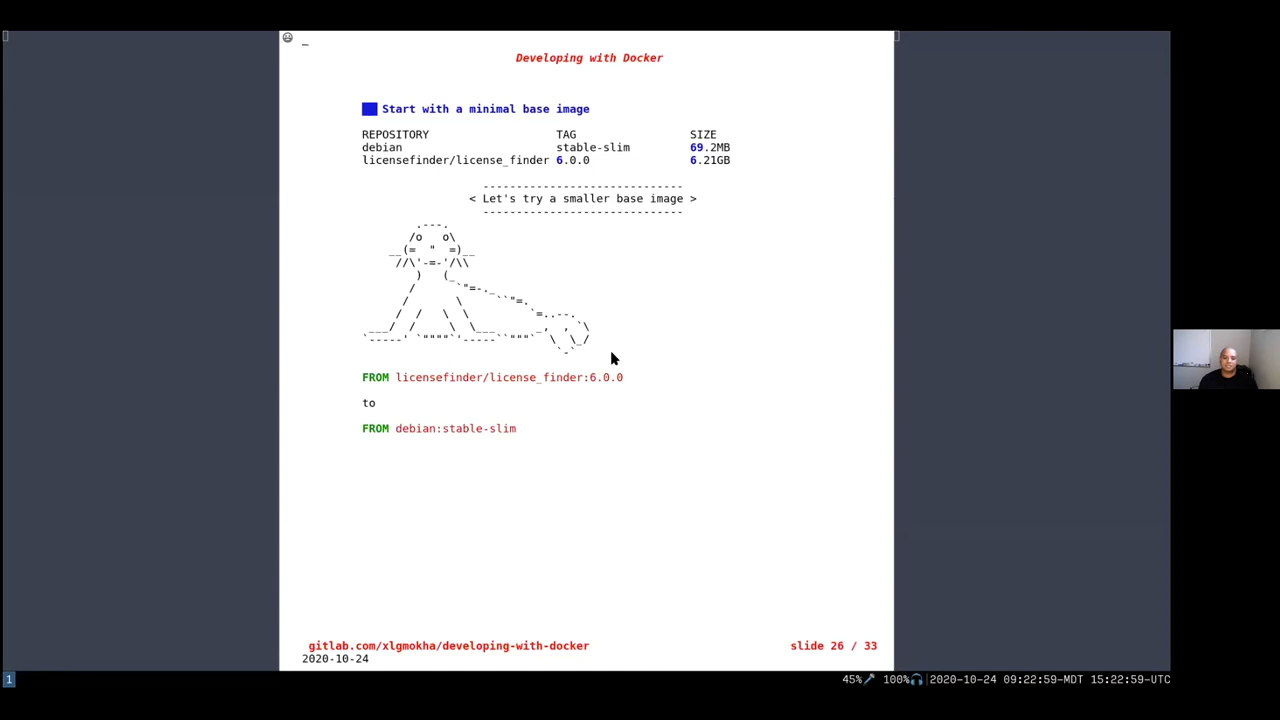 Developing with Docker
Start with a minimal base image
REPOSITORY TAG SIZE
debian stable-slim 69.2MB
licensefinder/license_finder 6.0.0 6.21GB
------------------------------
< Let's try a smaller base image >
------------------------------
FROM licensefinder/license_finder:6.0.0
to
FROM debian:stable-slim
gitlab.com/xlgmokha/developing-with-docker slide 26 / 33
2020-10-24
1 45% 100% 2020-10-24 09:22:59-MDT 15:22:59-UTC